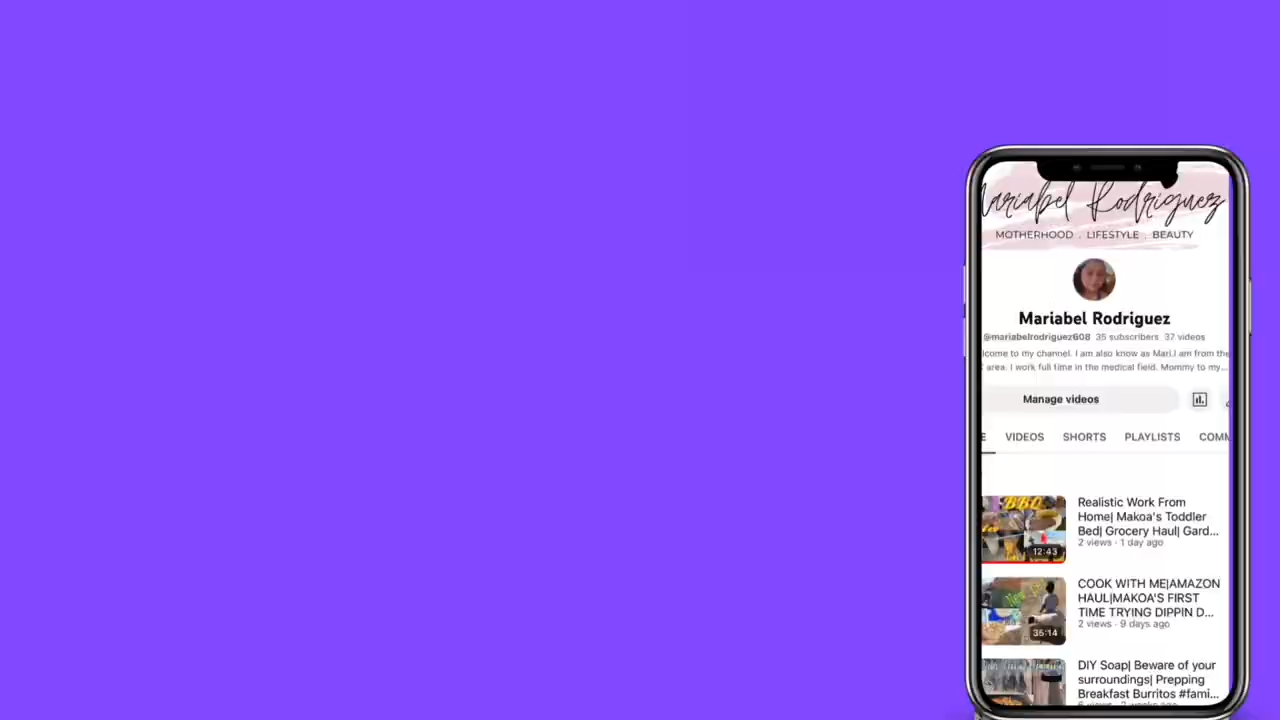 Mariabel Rodriguez
MOTHERHOOD . LIFESTYLE . BEAUTY
Mariabel Rodriguez
@mariabelrodriguez608 35 subscribers 37 videos
lcome to my channel. I am also know as Mari.I am from the
area. I work full time in the medical field. Mommy to my...
Manage videos
E VIDEOS SHORTS PLAYLISTS COMM
BBQ
12:43
Realistic Work From
Home| Makoa's Toddler
Bed| Grocery Haul| Gard...
2 views · 1 day ago
35:14
COOK WITH ME|AMAZON
HAUL|MAKOA'S FIRST
TIME TRYING DIPPIN D...
2 views · 9 days ago
DIY Soap| Beware of your
surroundings| Prepping
Breakfast Burritos #fami...